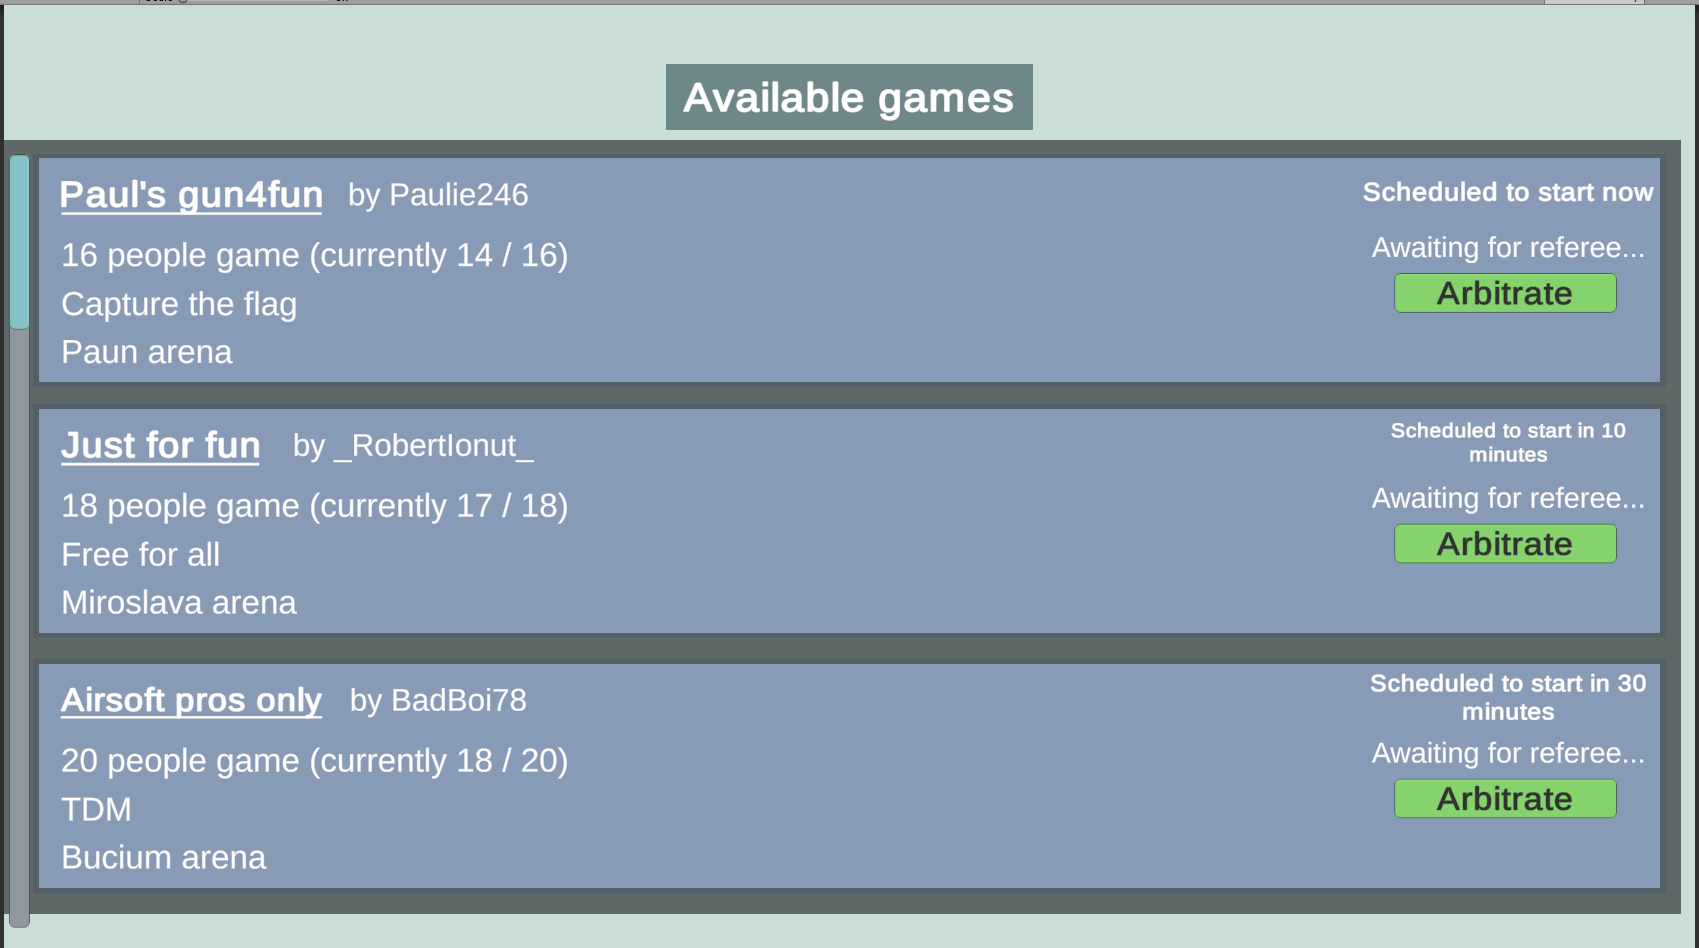 Available games
Paul's gun4fun by Paulie246
Scheduled to start now
16 people game (currently 14 / 16)
Awaiting for referee...
Capture the flag
Arbitrate
Paun arena
Just for fun by _RobertIonut_
Scheduled to start in 10
minutes
18 people game (currently 17 / 18)
Awaiting for referee...
Free for all
Arbitrate
Miroslava arena
Airsoft pros only by BadBoi78
Scheduled to start in 30
minutes
20 people game (currently 18 / 20)
Awaiting for referee...
TDM
Arbitrate
Bucium arena